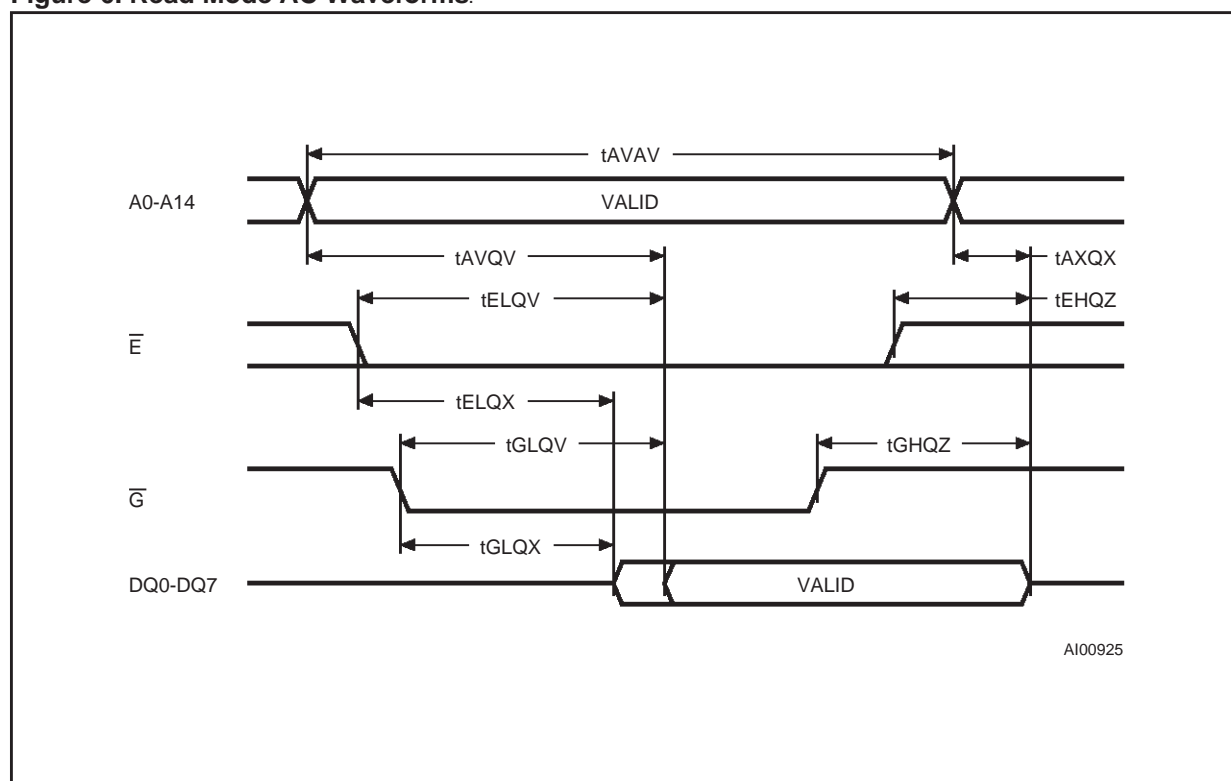 Figure 6. Read Mode AC Waveforms.
tAVAV
A0-A14
VALID
tAVQV
tAXQX
tELQV
tEHQZ
E
tELQX
tGLQV
tGHQZ
G
tGLQX
DQ0-DQ7
VALID
AI00925